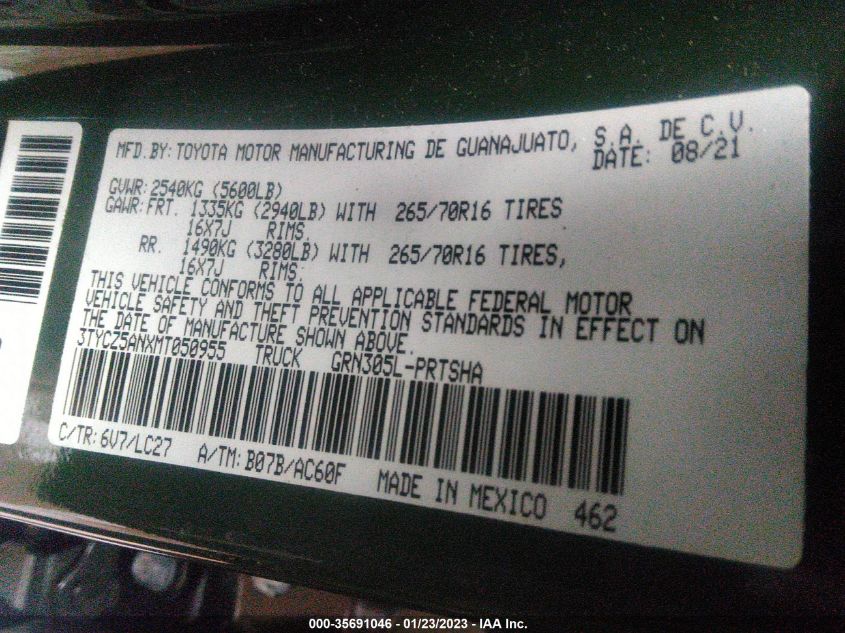 MFD.BY:TOYOTA MOTOR MANUFACTURING DE GUANAJUATO, S.A. DE C.V.
DATE: 08/21
GVWR:2540KG (5600LB)
GAWR:FRT. 1335KG (2940LB) WITH 265/70R16 TIRES
16X7J RIMS.
RR. 1490KG (3280LB) WITH 265/70R16 TIRES,
16X7J RIMS.
THIS VEHICLE CONFORMS TO ALL APPLICABLE FEDERAL MOTOR
VEHICLE SAFETY AND THEFT PREVENTION STANDARDS IN EFFECT ON
THE DATE OF MANUFACTURE SHOWN ABOVE.
3TYCZ5ANXMT050955 TRUCK GRN305L-PRTSHA
C/TR:6V7/LC27 A/TM:B07B/AC60F MADE IN MEXICO 462
000-35691046 - 01/23/2023 - IAA Inc.